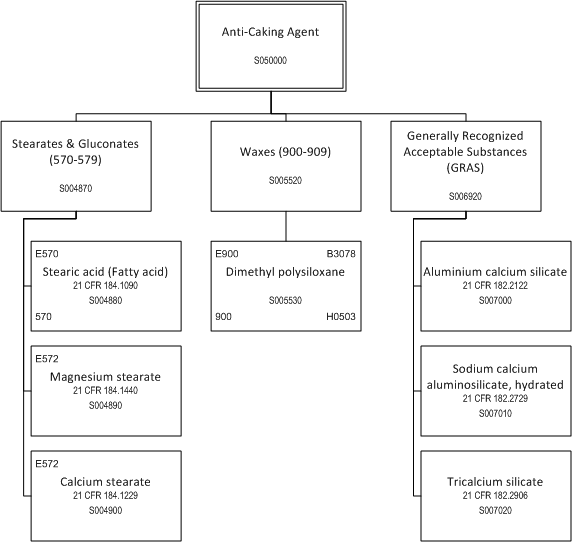 Anti-Caking Agent
S050000
Stearates & Gluconates
(570-579)
S004870
Waxes (900-909)
S005520
Generally Recognized
Acceptable Substances
(GRAS)
S006920
E570
Stearic acid (Fatty acid)
21 CFR 184.1090
S004880
570
E900 B3078
Dimethyl polysiloxane
S005530
900 H0503
Aluminium calcium silicate
21 CFR 182.2122
S007000
E572
Magnesium stearate
21 CFR 184.1440
S004890
Sodium calcium
aluminosilicate, hydrated
21 CFR 182.2729
S007010
E572
Calcium stearate
21 CFR 184.1229
S004900
Tricalcium silicate
21 CFR 182.2906
S007020